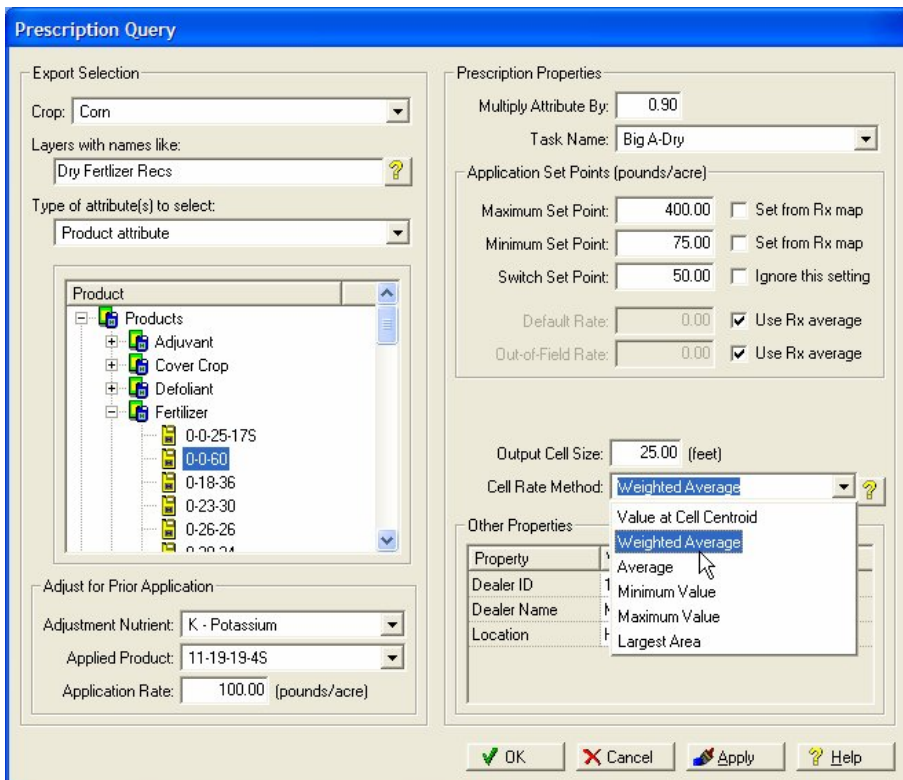 Prescription Query
Export Selection
Crop: Corn
Layers with names like:
Dry Fertlizer Recs
Type of attribute(s) to select:
Product attribute
Product
Products
Adjuvant
Cover Crop
Defoliant
Fertilizer
0-0-25-17S
0-0-60
0-18-36
0-23-30
0-26-26
Adjust for Prior Application
Adjustment Nutrient: K - Potassium
Applied Product: 11-19-19-4S
Application Rate: 100.00 (pounds/acre)
Prescription Properties
Multiply Attribute By: 0.90
Task Name: Big A-Dry
Application Set Points (pounds/acre)
Maximum Set Point: 400.00 Set from Rx map
Minimum Set Point: 75.00 Set from Rx map
Switch Set Point: 50.00 Ignore this setting
Default Rate: 0.00 Use Rx average
Out-of-Field Rate: 0.00 Use Rx average
Output Cell Size: 25.00 (feet)
Cell Rate Method: Weighted Average
Value at Cell Centroid
Weighted Average
Average
Minimum Value
Maximum Value
Largest Area
Other Properties
Property
Dealer ID
Dealer Name
Location
OK Cancel Apply Help